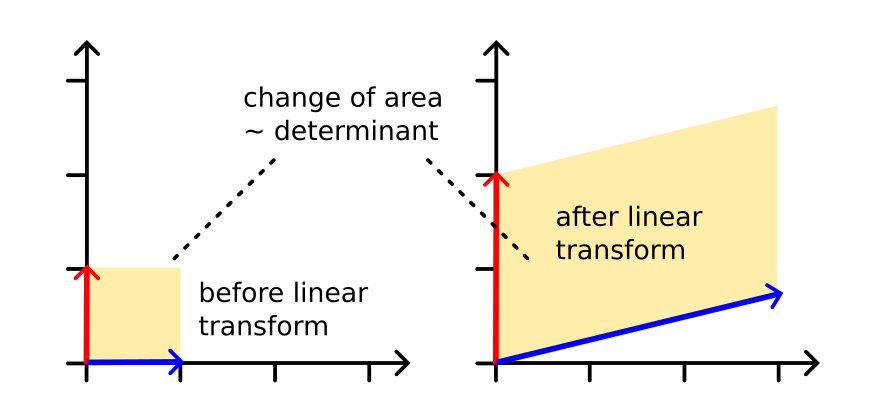 change of area
~ determinant
before linear
transform
after linear
transform